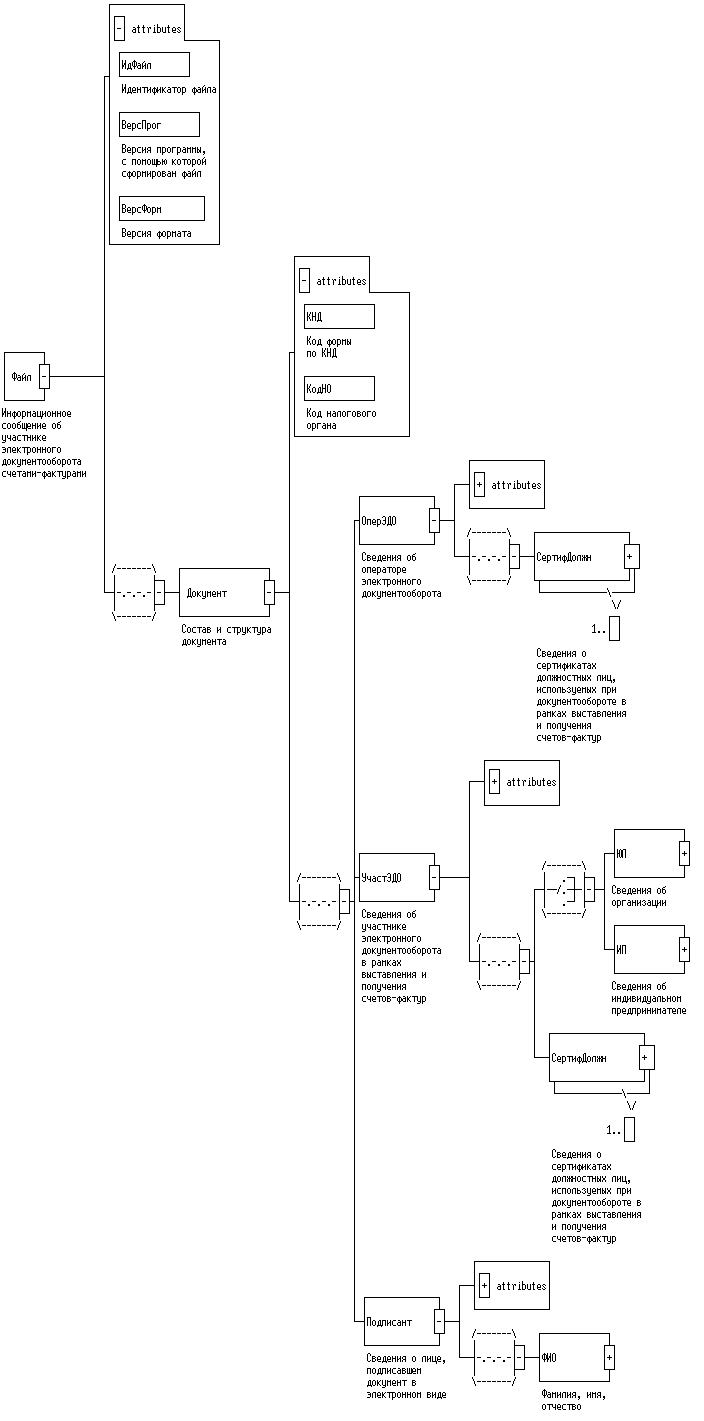 attributes
ИдФайл
Идентификатор файла
ВерсПрог
Версия программы,
с помощью которой
сформирован файл
ВерсФорм
Версия формата
attributes
КНД
Код формы
по КНД
КодНО
Код налогового
органа
Файл
Информационное
сообщение об
участнике
электронного
документооборота
счетами-фактурами
Документ
Состав и структура
документа
attributes
ОперЭДО
Сведения об
операторе
электронного
документооборота
СертифДолжн
1..
Сведения о
сертификатах
должностных лиц,
используемых при
документообороте в
рамках выставления
и получения
счетов-фактур
attributes
УчастЭДО
Сведения об
участнике
электронного
документооборота
в рамках
выставления и
получения
счетов-фактур
ЮЛ
Сведения об
организации
ИП
Сведения об
индивидуальном
предпринимателе
СертифДолжн
1..
Сведения о
сертификатах
должностных лиц,
используемых при
документообороте в
рамках выставления
и получения
счетов-фактур
attributes
Подписант
Сведения о лице,
подписавшем
документ в
электронном виде
ФИО
Фамилия, имя,
отчество